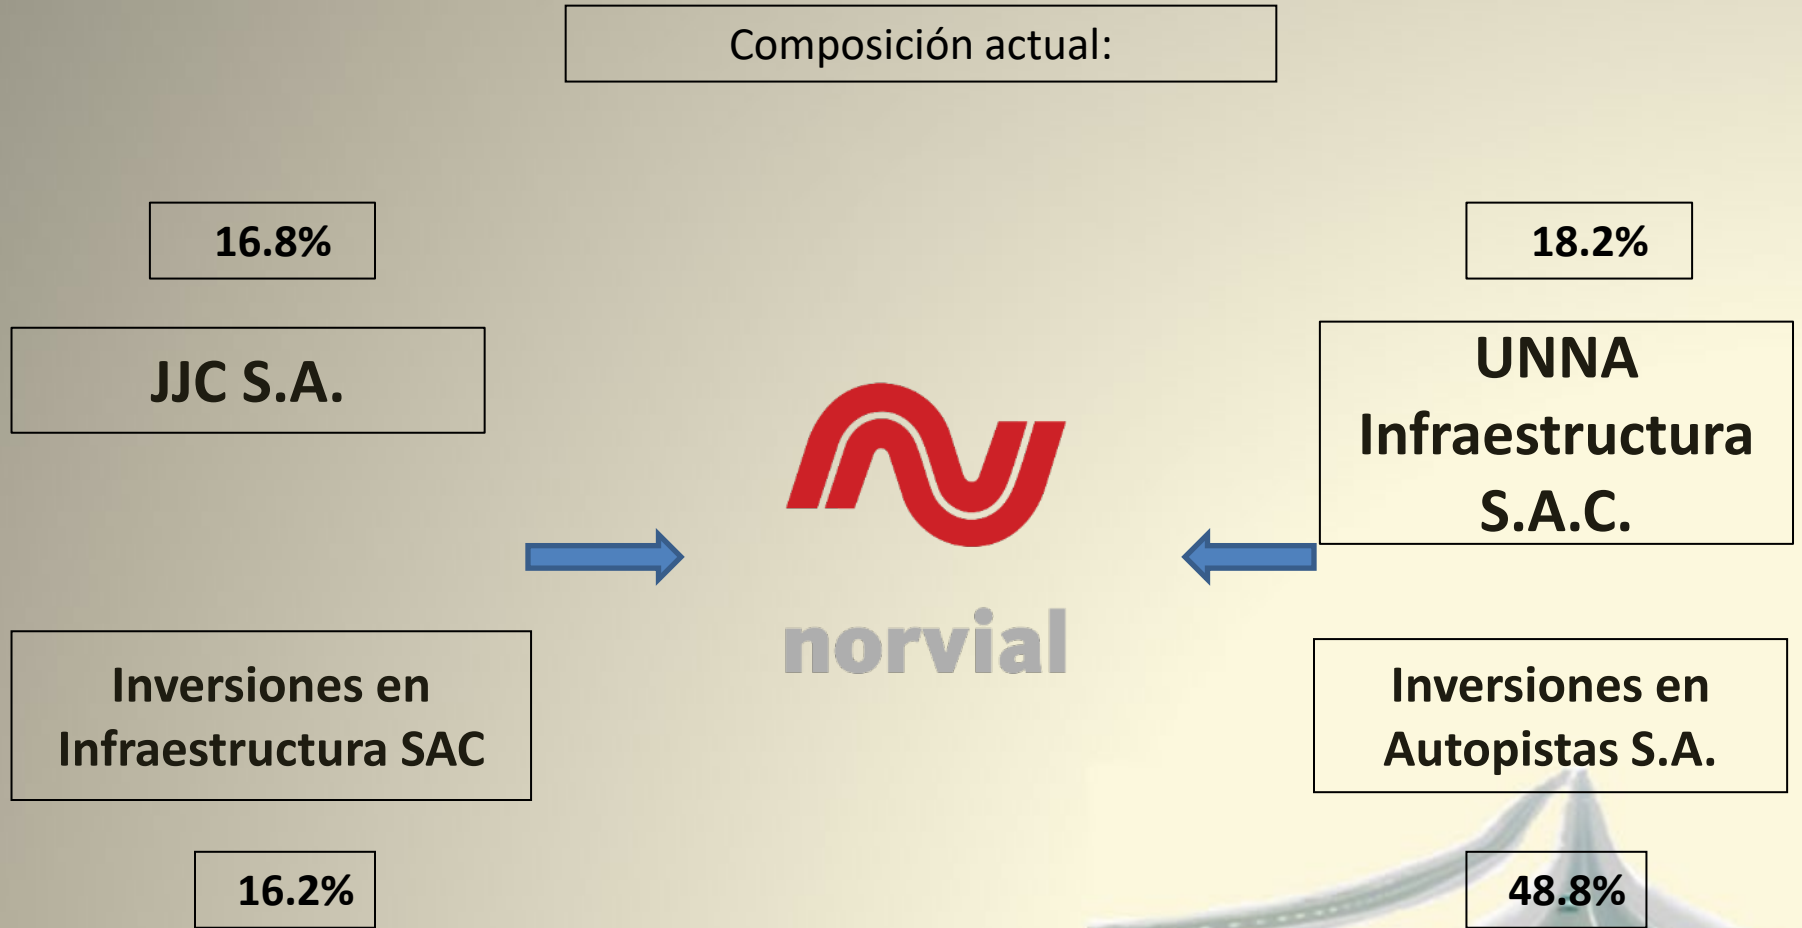 Composición actual:
16.8%
18.2%
JJC S.A.
UNNA
Infraestructura
S.A.C.
norvial
Inversiones en
Infraestructura SAC
Inversiones en
Autopistas S.A.
16.2%
48.8%